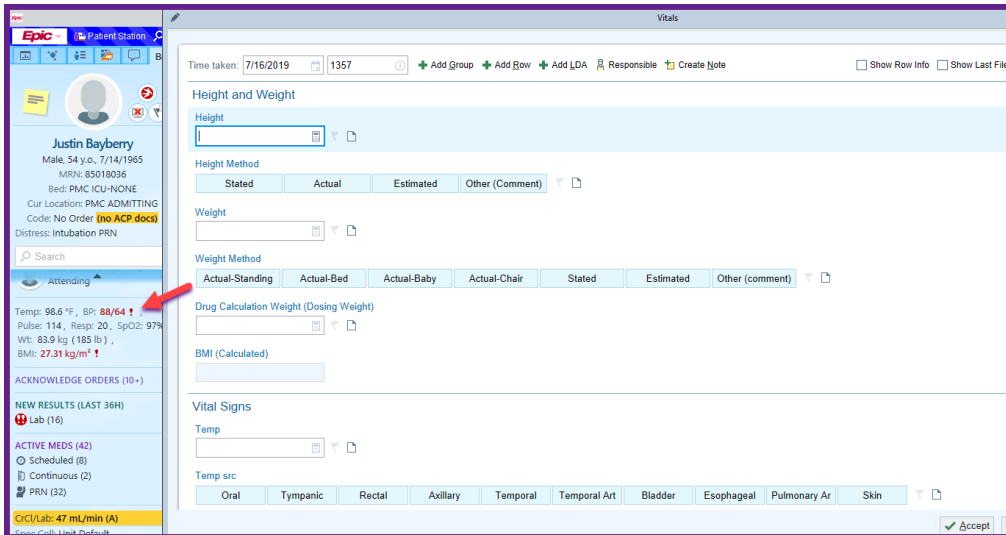 Epic
Vitals
Epic
Patient Station
Time taken: 7/16/2019 1357 Add Group Add Row Add LDA Responsible Create Note Show Row Info Show Last File
Height and Weight
Height
Justin Bayberry
Male, 54 y.o., 7/14/1965
MRN: 85018036
Bed: PMC ICU-NONE
Cur Location: PMC ADMITTING
Code: No Order (no ACP docs)
Distress: Intubation PRN
Search
Attending
Temp: 98.6 °F, BP: 88/64 ! ,
Pulse: 114, Resp: 20, SpO2: 97%
Wt: 83.9 kg (185 lb) ,
BMI: 27.31 kg/m² !
ACKNOWLEDGE ORDERS (10+)
NEW RESULTS (LAST 36H)
Lab (16)
ACTIVE MEDS (42)
Scheduled (8)
Continuous (2)
PRN (32)
CrCl/Lab: 47 mL/min (A)
Height Method
Stated Actual Estimated Other (Comment)
Weight
Weight Method
Actual-Standing Actual-Bed Actual-Baby Actual-Chair Stated Estimated Other (comment)
Drug Calculation Weight (Dosing Weight)
BMI (Calculated)
Vital Signs
Temp
Temp src
Oral Tympanic Rectal Axillary Temporal Temporal Art Bladder Esophageal Pulmonary Ar Skin
Accept